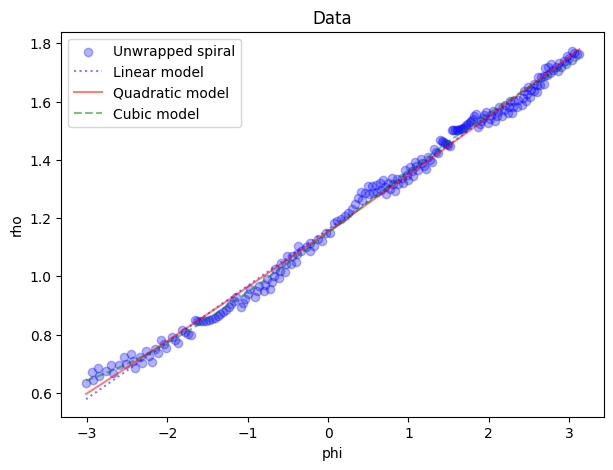 Data
Unwrapped spiral
Linear model
Quadratic model
Cubic model
1.8
1.6
1.4
1.2
1.0
0.8
0.6
rho
−3
−2
−1
0
1
2
3
phi